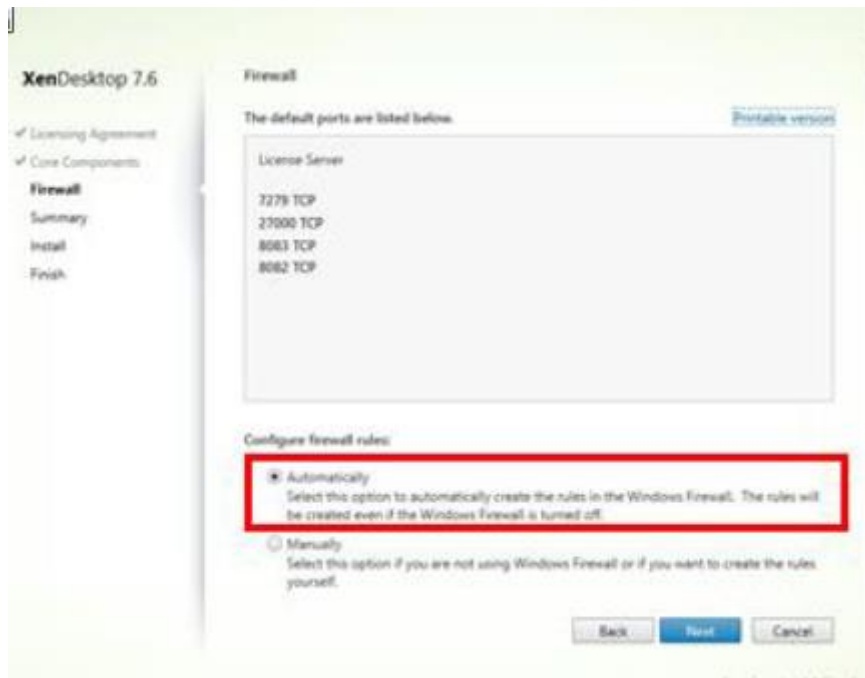 XenDesktop 7.6
Licensing Agreement
Core Components
Firewall
Summary
Install
Finish
Firewall
The default ports are listed below.
Printable version
License Server
7279 TCP
27000 TCP
8083 TCP
8082 TCP
Configure firewall rules:
Automatically
Select this option to automatically create the rules in the Windows Firewall. The rules will
be created even if the Windows Firewall is turned off.
Manually
Select this option if you are not using Windows Firewall or if you want to create the rules
yourself.
Back
Next
Cancel